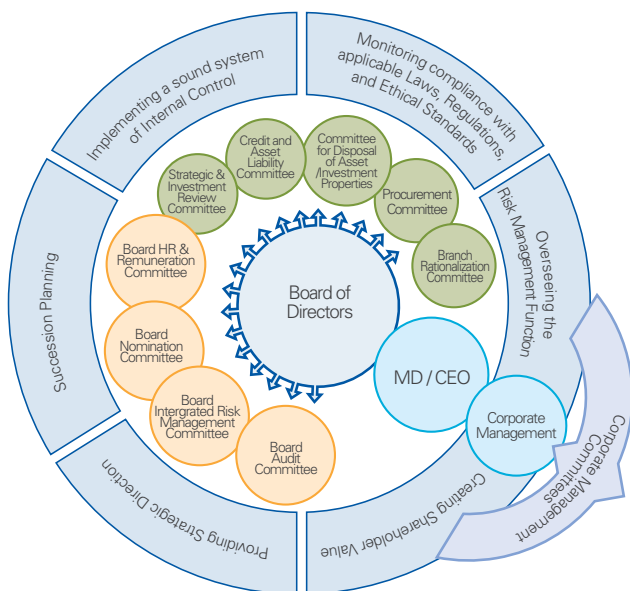 Implementing a sound system
of Internal Control
Monitoring compliance with
applicable Laws, Regulations,
and Ethical Standards
Overseeing the
Risk Management Function
Creating Shareholder Value
Providing Strategic Direction
Succession Planning
Corporate Management
Committees
Credit and
Asset
Liability
Committee
Committee
for Disposal
of Asset
/Investment
Properties
Strategic &
Investment
Review
Committee
Procurement
Committee
Branch
Rationalization
Committee
Board HR &
Remuneration
Committee
Board
Nomination
Committee
Board
Intergrated Risk
Management
Committee
Board
Audit
Committee
Board of
Directors
MD / CEO
Corporate
Management